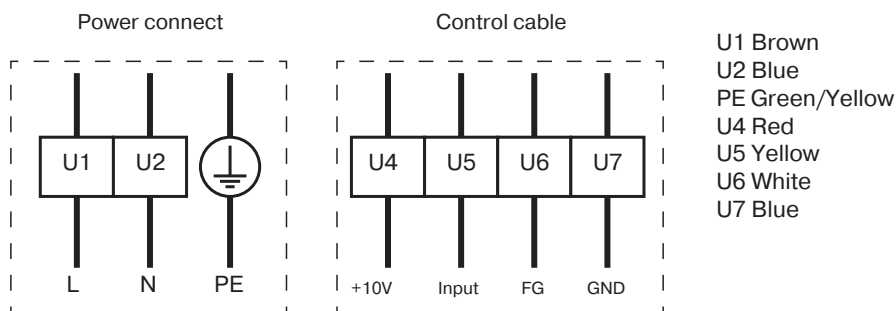 Power connect
Control cable
U1 Brown
U2 Blue
PE Green/Yellow
U4 Red
U5 Yellow
U6 White
U7 Blue
U1 U2
U4 U5 U6 U7
L N PE
+10V Input FG GND